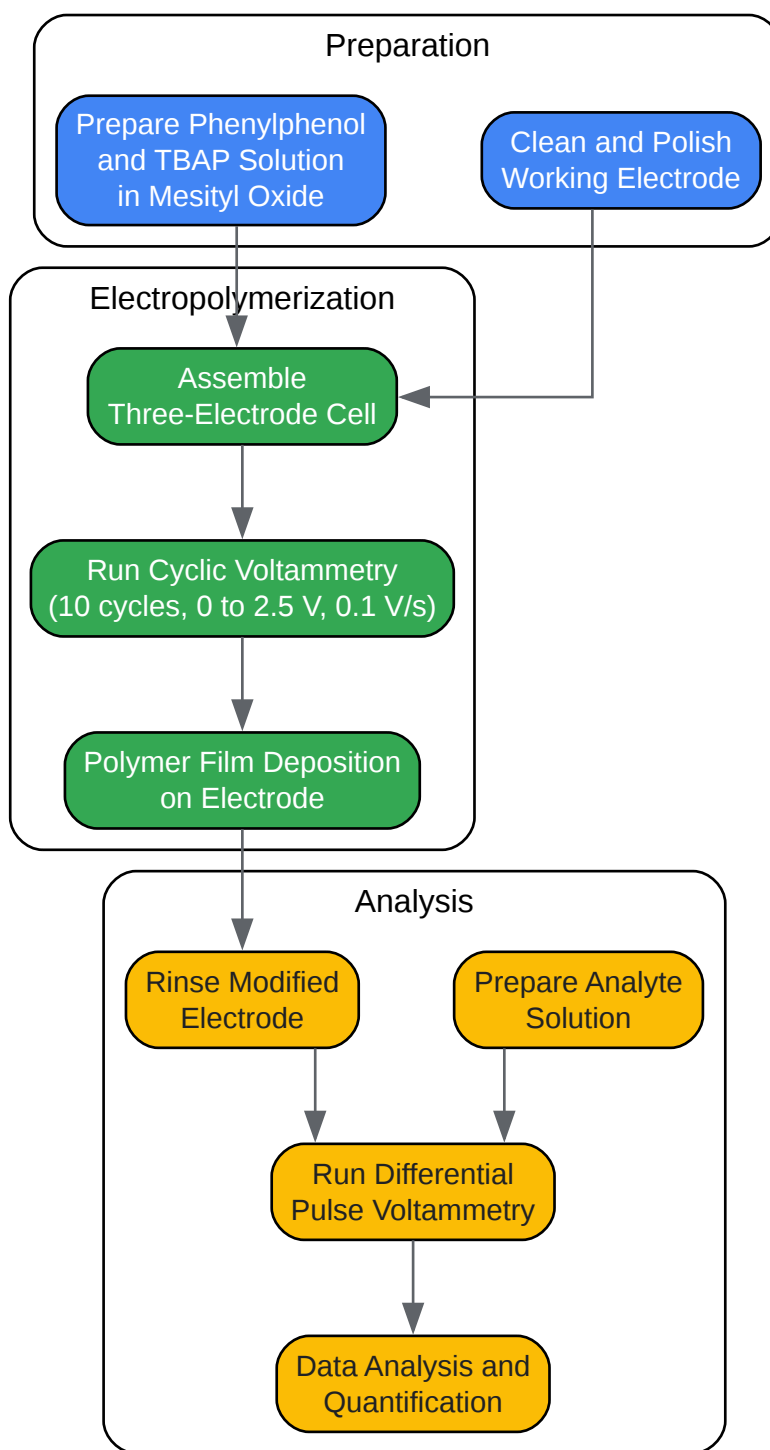 Preparation
Prepare Phenylphenol
and TBAP Solution
in Mesityl Oxide
Clean and Polish
Working Electrode
Electropolymerization
Assemble
Three-Electrode Cell
Run Cyclic Voltammetry
(10 cycles, 0 to 2.5 V, 0.1 V/s)
Polymer Film Deposition
on Electrode
Analysis
Rinse Modified
Electrode
Prepare Analyte
Solution
Run Differential
Pulse Voltammetry
Data Analysis and
Quantification